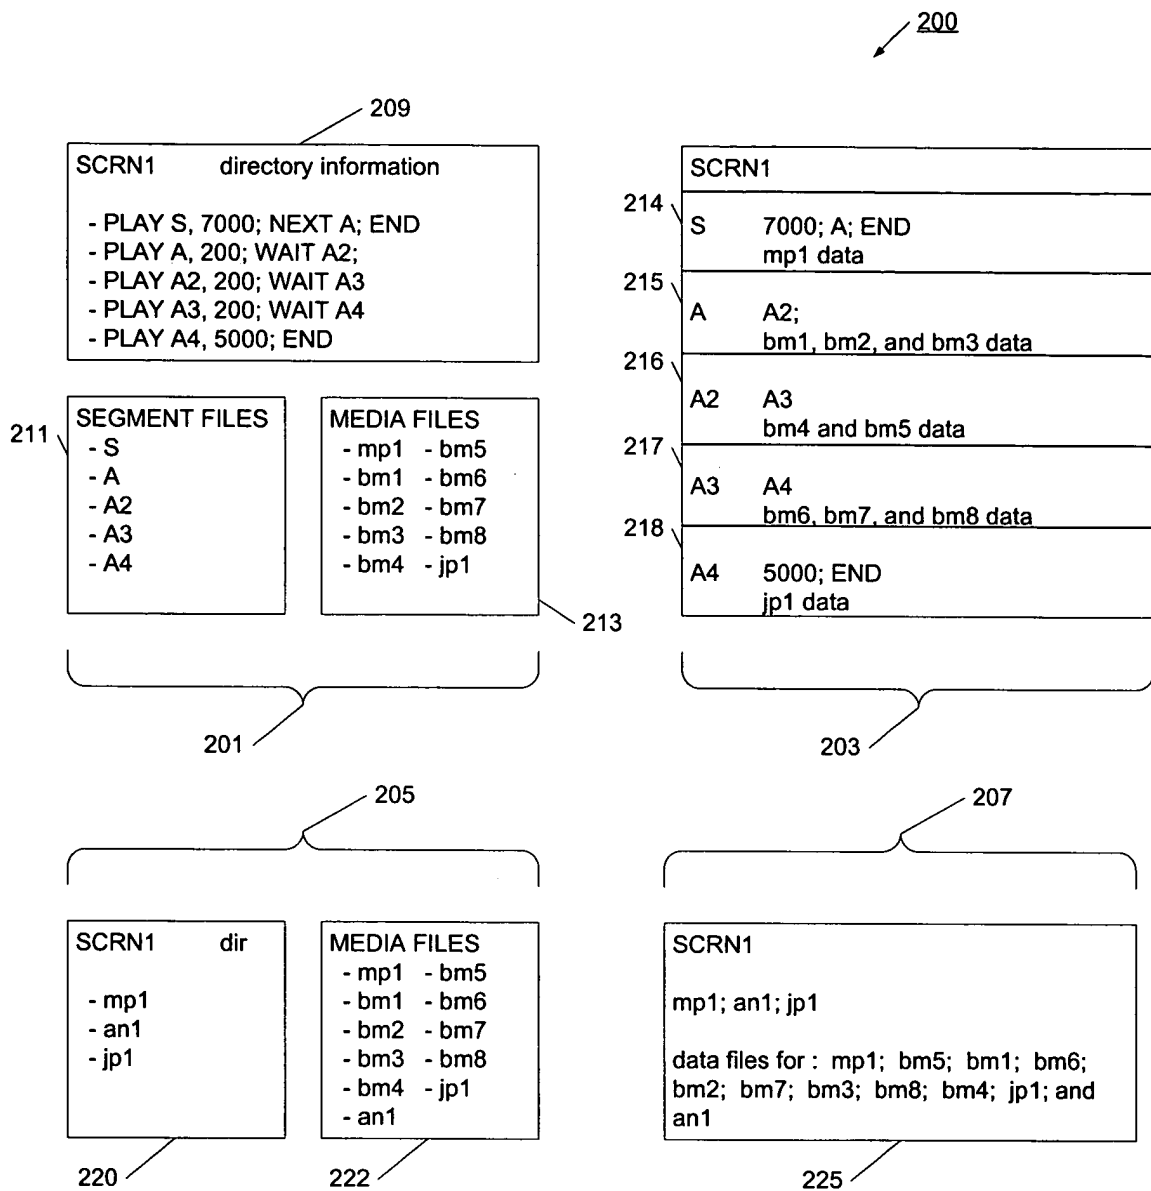 200
209
SCRN1 directory information
- PLAY S, 7000; NEXT A; END
- PLAY A, 200; WAIT A2;
- PLAY A2, 200; WAIT A3
- PLAY A3, 200; WAIT A4
- PLAY A4, 5000; END
211
SEGMENT FILES
- S
- A
- A2
- A3
- A4
MEDIA FILES
- mp1 - bm5
- bm1 - bm6
- bm2 - bm7
- bm3 - bm8
- bm4 - jp1
213
201
SCRN1
214
S 7000; A; END
mp1 data
215
A A2;
bm1, bm2, and bm3 data
216
A2 A3
bm4 and bm5 data
217
A3 A4
bm6, bm7, and bm8 data
218
A4 5000; END
jp1 data
203
205
SCRN1 dir
- mp1
- an1
- jp1
220
MEDIA FILES
- mp1 - bm5
- bm1 - bm6
- bm2 - bm7
- bm3 - bm8
- bm4 - jp1
- an1
222
207
SCRN1
mp1; an1; jp1
data files for : mp1; bm5; bm1; bm6;
bm2; bm7; bm3; bm8; bm4; jp1; and
an1
225